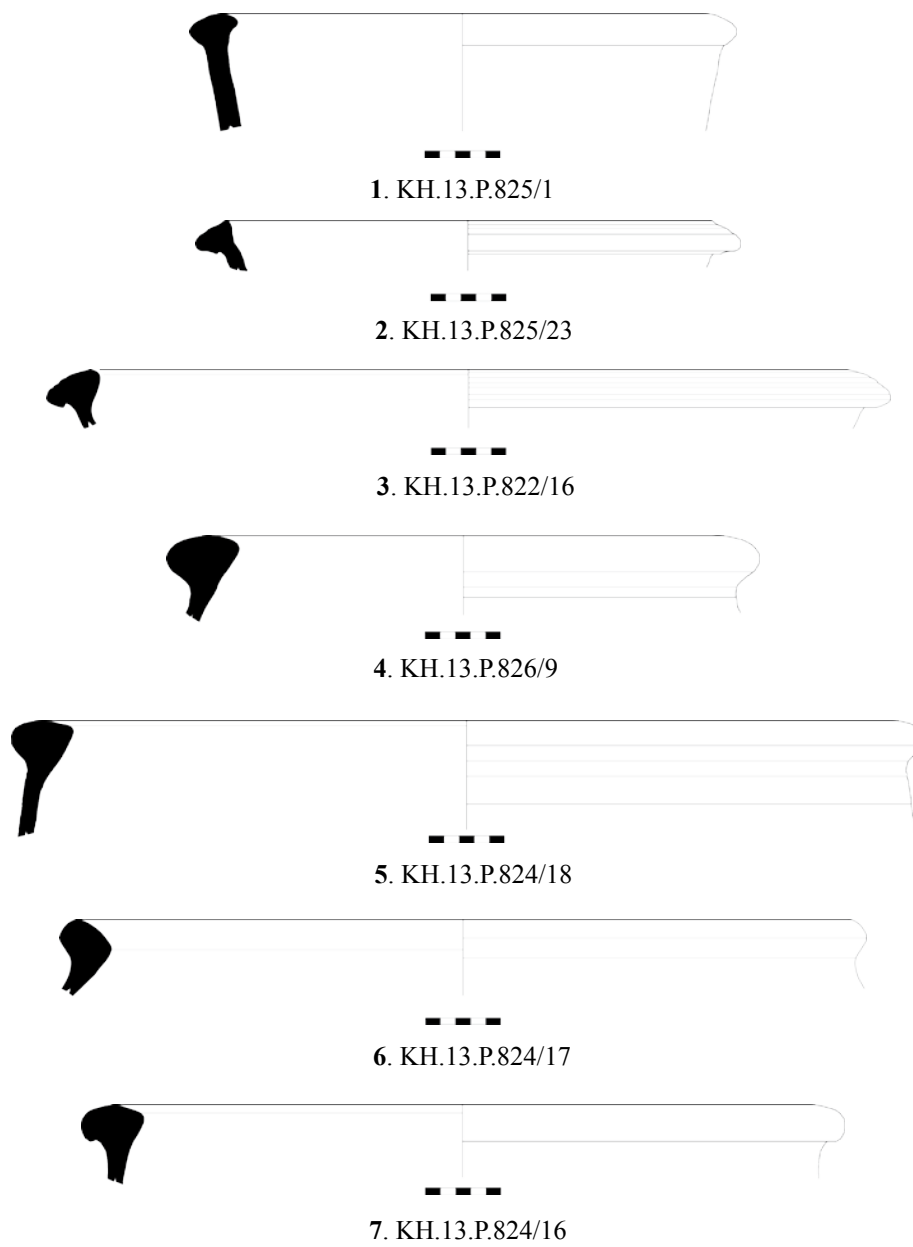 1. KH.13.P.825/1
2. KH.13.P.825/23
3. KH.13.P.822/16
4. KH.13.P.826/9
5. KH.13.P.824/18
6. KH.13.P.824/17
7. KH.13.P.824/16